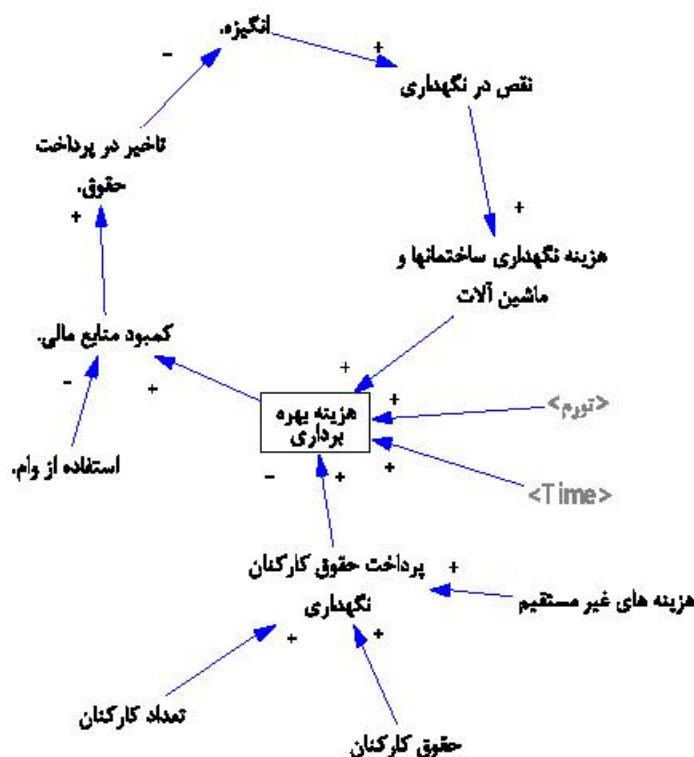 انگیزه.
نقص در نگهداری
تاخیر در پرداخت
حقوق.
هزینه نگهداری ساختمانها و
ماشین آلات
کمبود منابع مالی.
<تورم>
هزینه بهره
برداری
استفاده از وام.
<Time>
پرداخت حقوق کارکنان
نگهداری
هزینه های غیر مستقیم
تعداد کارکنان
حقوق کارکنان